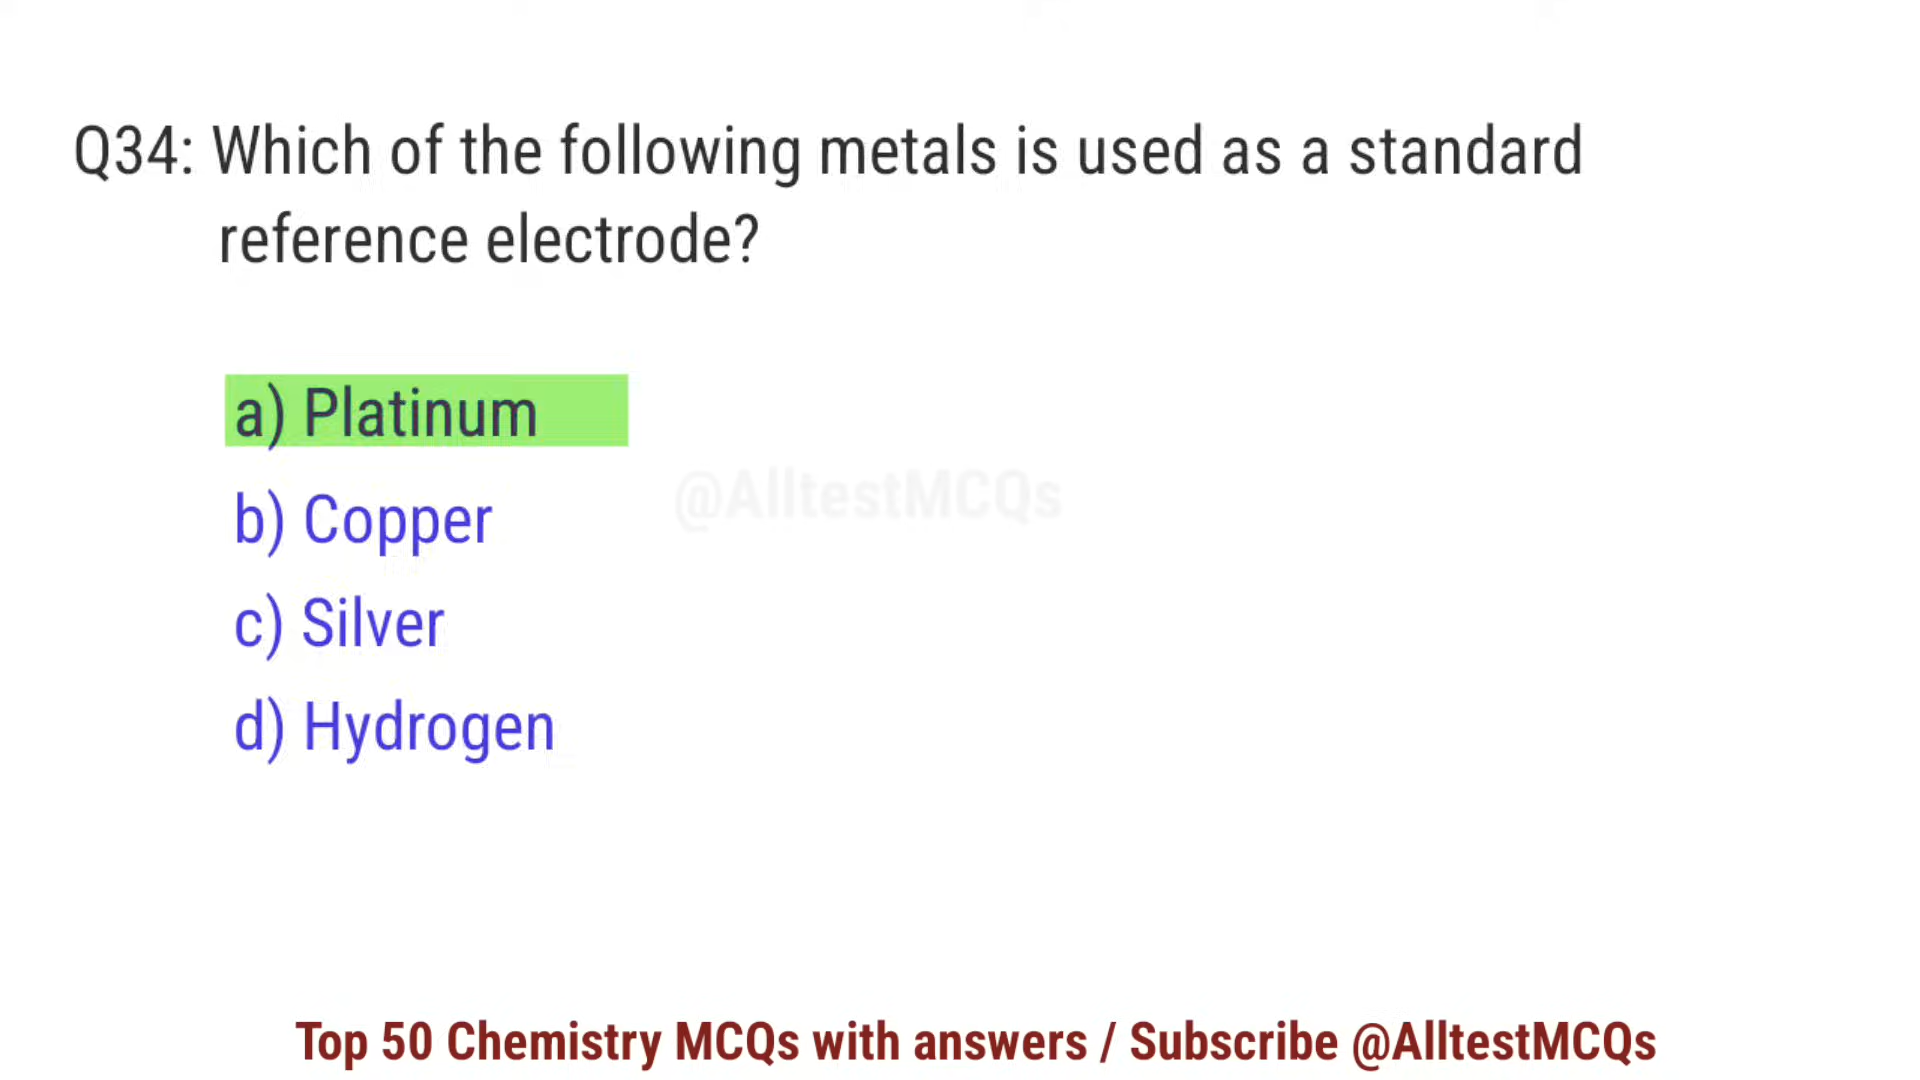 Q34: Which of the following metals is used as a standard
reference electrode?
a) Platinum
@AlltestMCQs
b) Copper
c) Silver
d) Hydrogen
Top 50 Chemistry MCQs with answers / Subscribe @AlltestMCQs